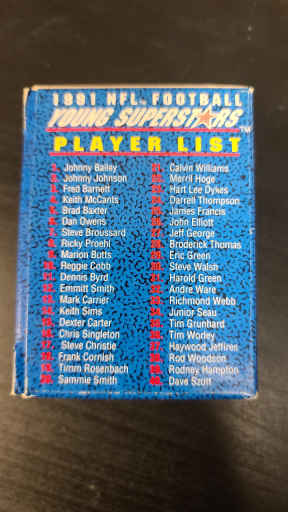 1991 NFL FOOTBALL
YOUNG SUPERSTARS TM
PLAYER LIST
Johnny Bailey
Johnny Johnson
Fred Barnett
Keith McCants
Brad Baxter
Dan Owens
Steve Broussard
Ricky Proehl
Marion Butts
Reggie Cobb
Dennis Byrd
Emmitt Smith
Mark Carrier
Keith Sims
Dexter Carter
Chris Singleton
Steve Christie
Frank Cornish
Timm Rosenbach
Sammie Smith
Calvin Williams
Merril Hoge
Hart Lee Dykes
Darrell Thompson
James Francis
John Elliott
Jeff George
Broderick Thomas
Eric Green
Steve Walsh
Harold Green
Andre Ware
Richmond Webb
Junior Seau
Tim Grunhard
Tim Worley
Haywood Jeffires
Rod Woodson
Rodney Hampton
Dave Szott